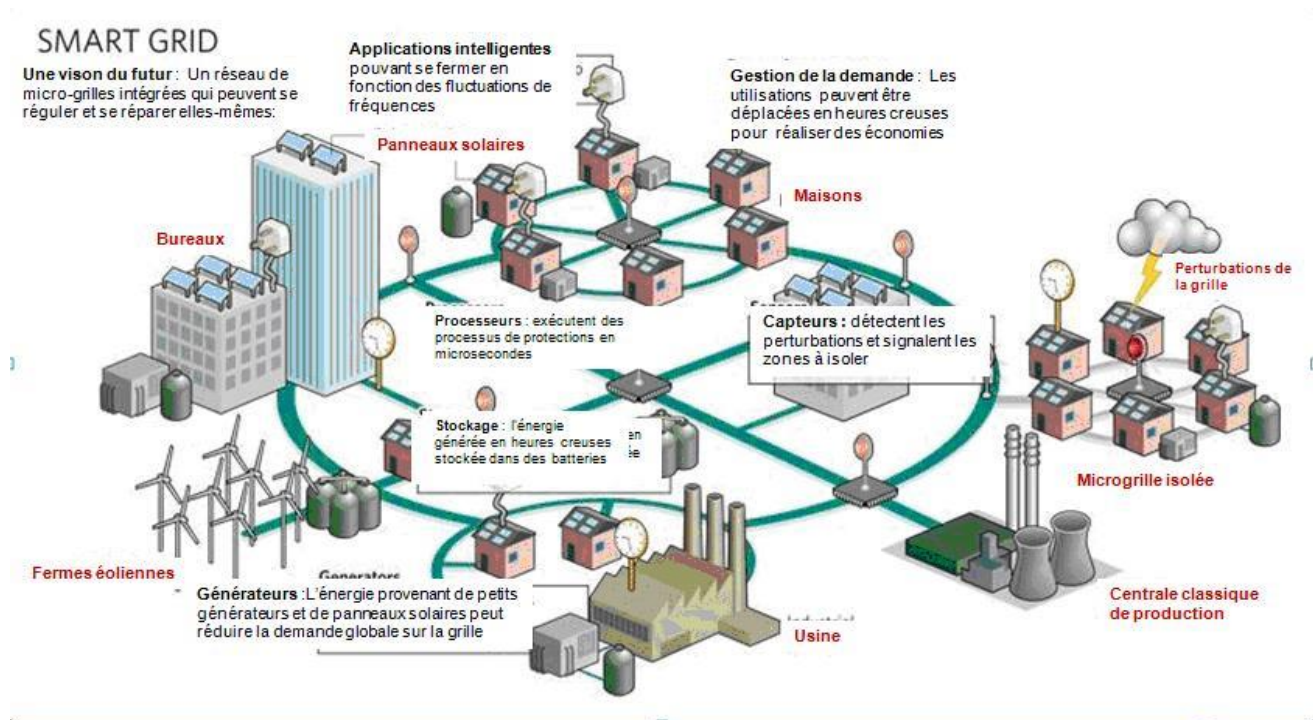 SMART GRID
Une vison du futur : Un réseau de
micro-grilles intégrées qui peuvent se
réguler et se réparer elles-mêmes:
Applications intelligentes
pouvant se fermer en
fonction des fluctuations de
fréquences
Gestion de la demande : Les
utilisations peuvent être
déplacées en heures creuses
pour réaliser des économies
Panneaux solaires
Maisons
Bureaux
Perturbations de
la grille
Processeurs : exécutent des
processus de protections en
microsecondes
Capteurs : détectent les
perturbations et signalent les
zones à isoler
Stockage : l'énergie
générée en heures creuses
stockée dans des batteries
en
ée
Microgrille isolée
Fermes éoliennes
Generators
Générateurs :L'énergie provenant de petits
générateurs et de panneaux solaires peut
réduire la demande globale sur la grille
Usine
Centrale classique
de production